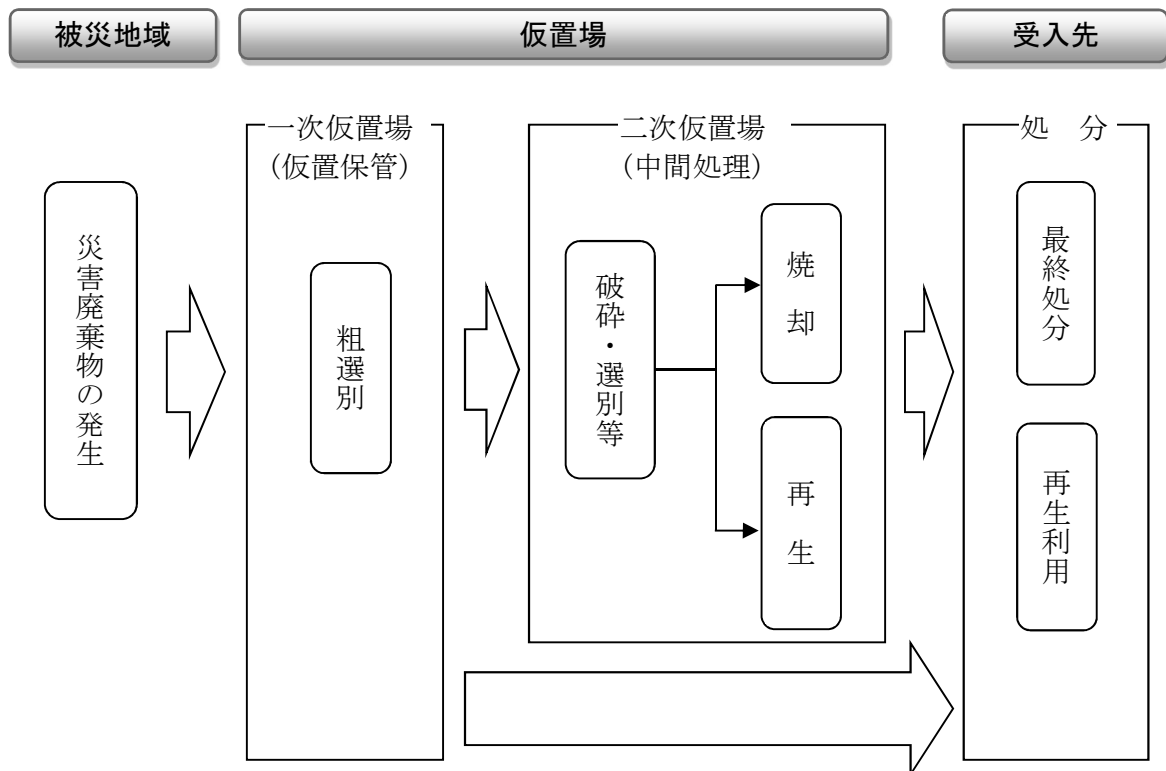 被災地域
仮置場
受入先
一次仮置場
（仮置保管）
二次仮置場
（中間処理）
処　分
災害廃棄物の発生
粗選別
破砕・選別等
焼却
再生
最終処分
再生利用